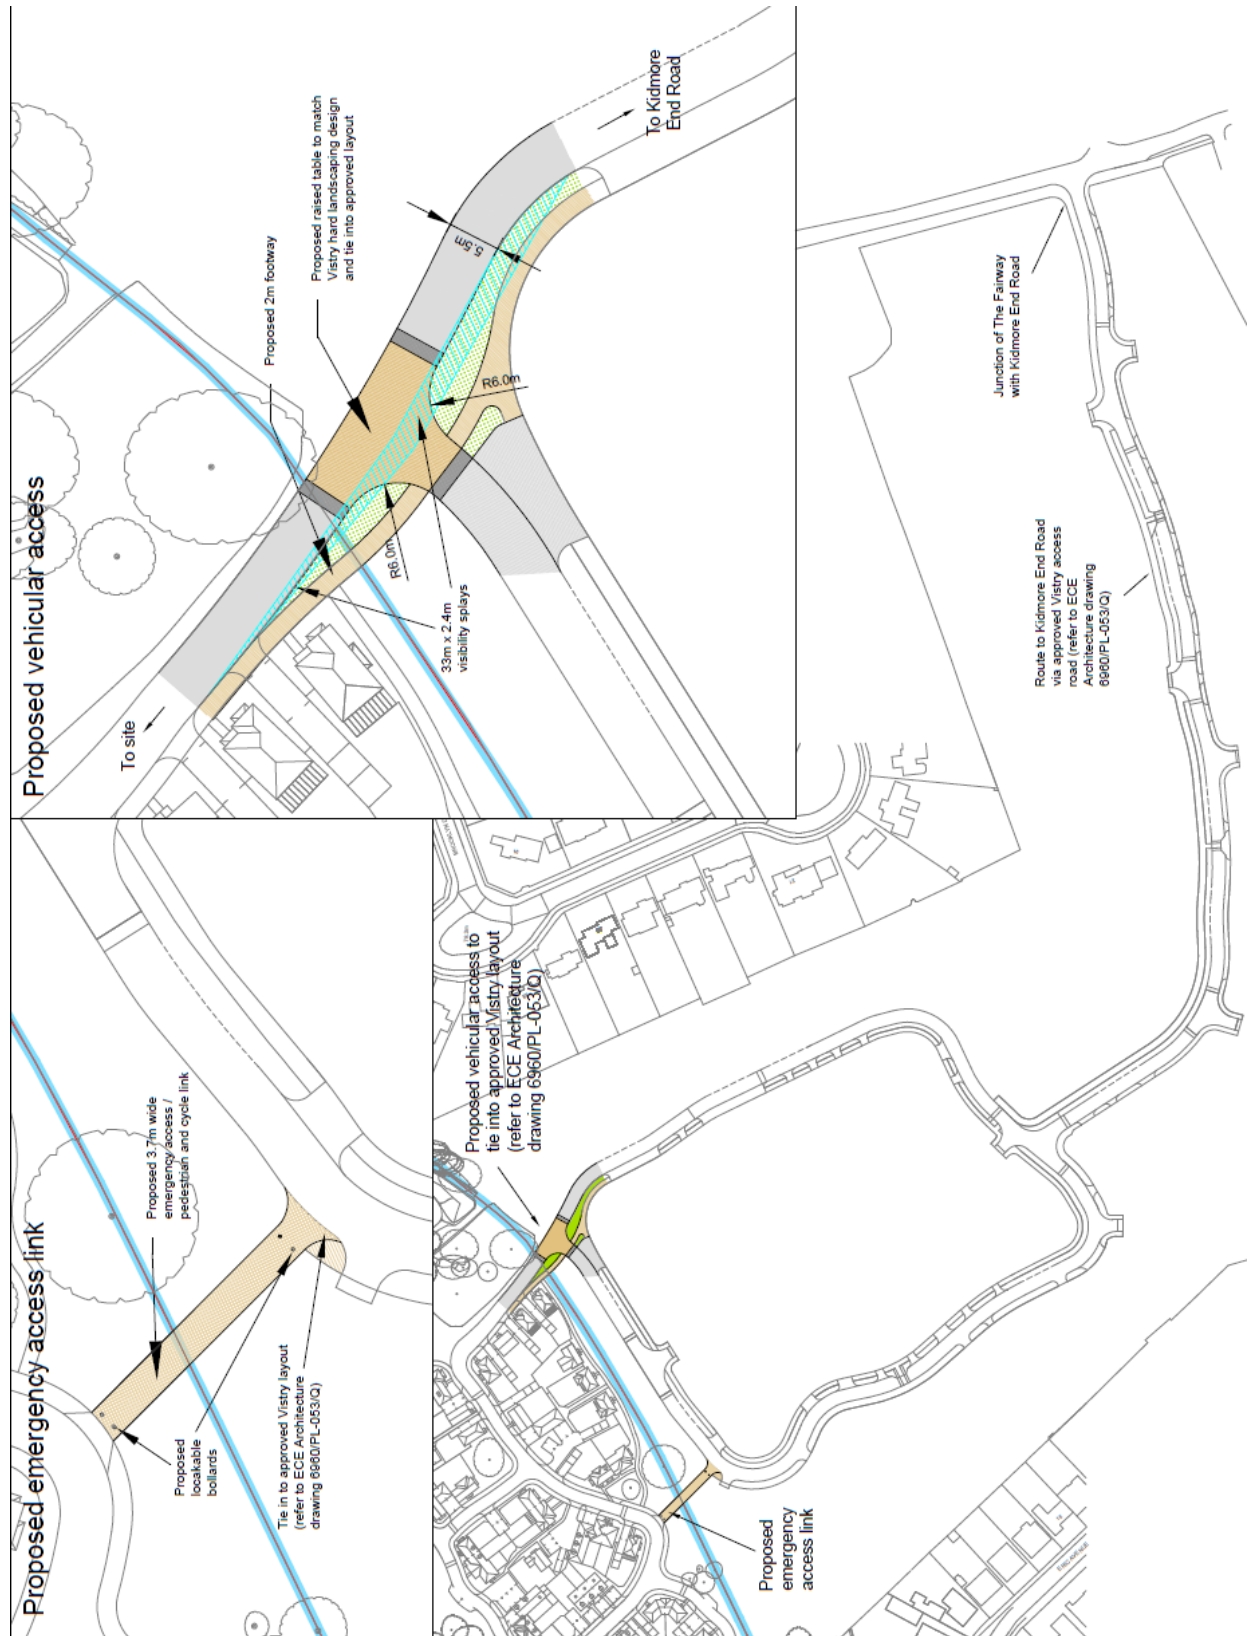 Proposed emergency access link
Proposed 3.7m wide
emergency access /
pedestrian and cycle link
Proposed
locakable
bollards
Tie in to approved Vistry layout
(refer to ECE Architecture
drawing 6960/PL-053/Q)
Proposed vehicular access
Proposed 2m footway
Proposed raised table to match
Vistry hard landscaping design
and tie into approved layout
5.5m
R6.0m
R6.0m
33m x 2.4m
visibility splays
To site
To Kidmore
End Road
Proposed vehicular access to
tie into approved Vistry layout
(refer to ECE Architecture
drawing 6960/PL-053/Q)
Proposed
emergency
access link
Junction of The Fairway
with Kidmore End Road
Route to Kidmore End Road
via approved Vistry access
road (refer to ECE
Architecture drawing
6960/PL-053/Q)